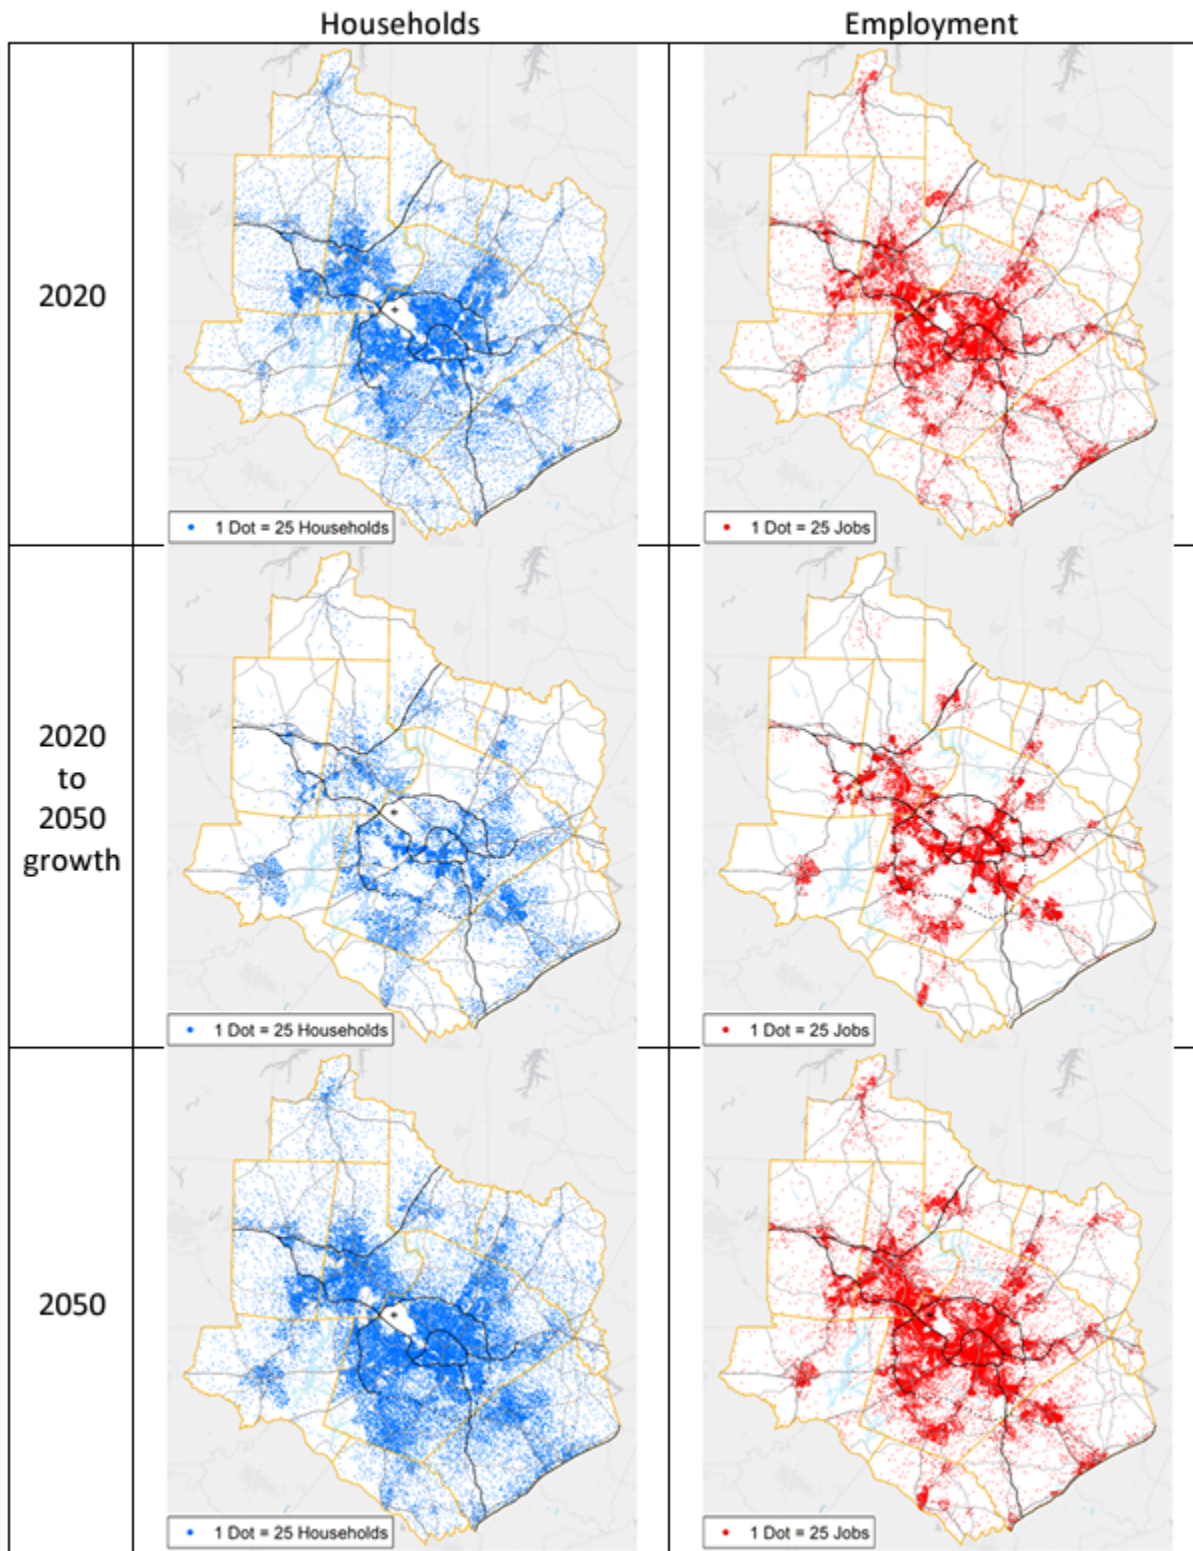 Households
Employment
2020
1 Dot = 25 Households
1 Dot = 25 Jobs
2020
to
2050
growth
1 Dot = 25 Households
1 Dot = 25 Jobs
2050
1 Dot = 25 Households
1 Dot = 25 Jobs